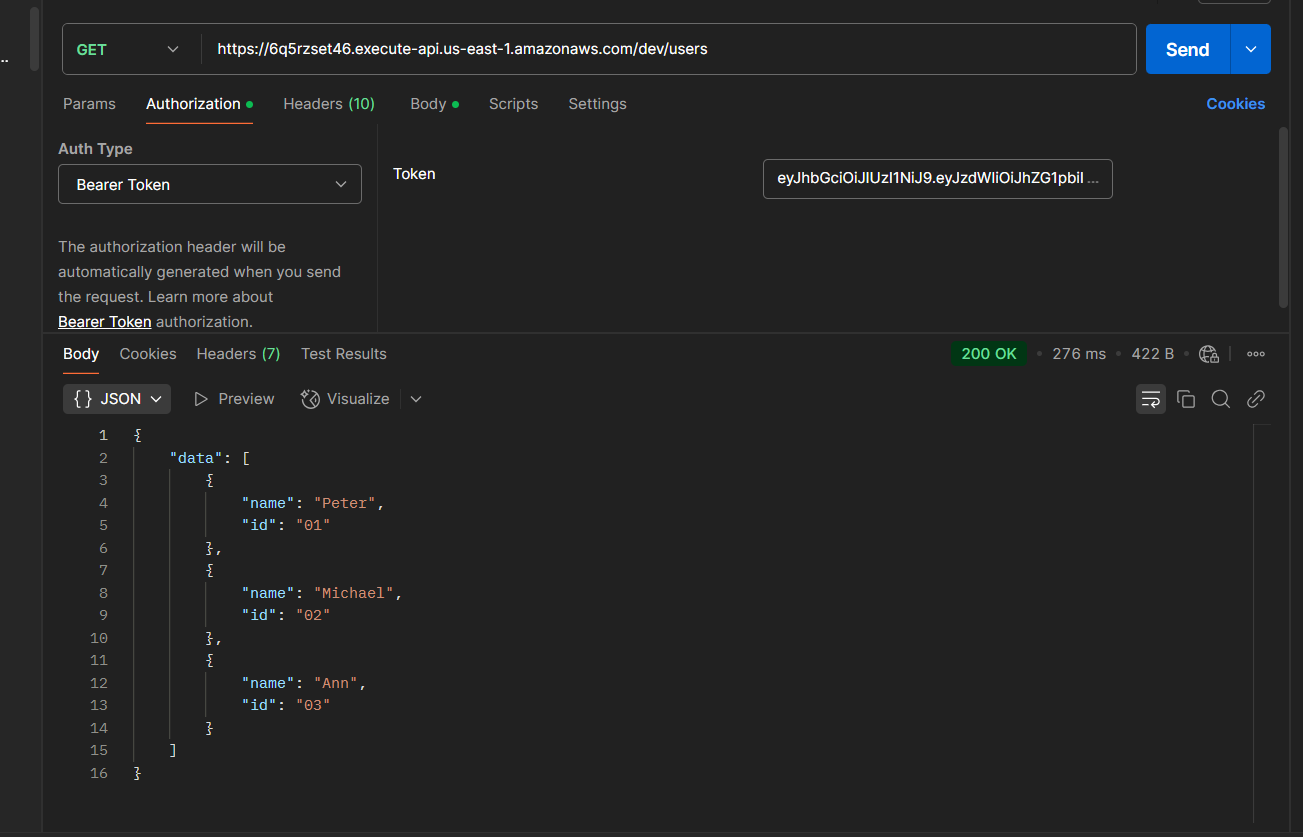 GET
https://6q5rzset46.execute-api.us-east-1.amazonaws.com/dev/users
Send
Params Authorization Headers (10) Body Scripts Settings Cookies
Auth Type
Bearer Token
Token
eyJhbGciOiJIUzI1NiJ9.eyJzdWIiOiJhZG1pbiI ...
The authorization header will be
automatically generated when you send
the request. Learn more about
Bearer Token authorization.
Body Cookies Headers (7) Test Results 200 OK • 276 ms • 422 B •
{ } JSON Preview Visualize
1 {
2 "data": [
3 {
4 "name": "Peter",
5 "id": "01"
6 },
7 {
8 "name": "Michael",
9 "id": "02"
10 },
11 {
12 "name": "Ann",
13 "id": "03"
14 }
15 ]
16 }